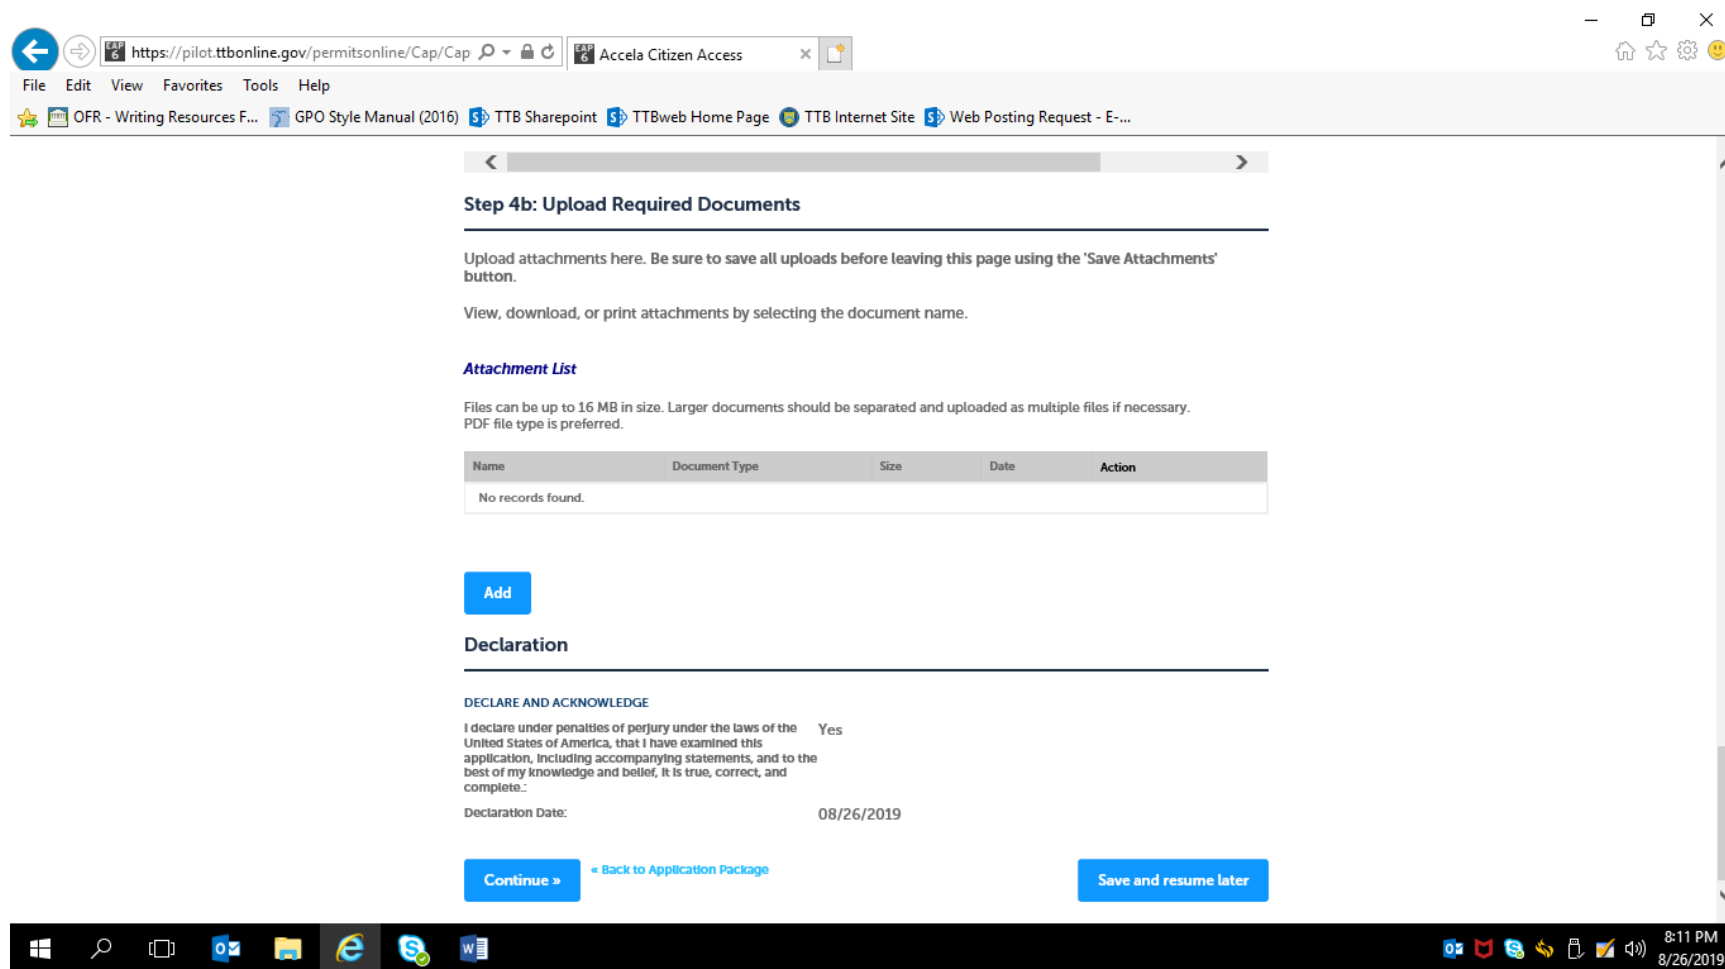 https://pilot.ttbonline.gov/permitsonline/Cap/Cap
Accela Citizen Access
File Edit View Favorites Tools Help
OFR - Writing Resources F... GPO Style Manual (2016) TTB Sharepoint TTBweb Home Page TTB Internet Site Web Posting Request - E-...
Step 4b: Upload Required Documents
Upload attachments here. Be sure to save all uploads before leaving this page using the 'Save Attachments'
button.
View, download, or print attachments by selecting the document name.
Attachment List
Files can be up to 16 MB in size. Larger documents should be separated and uploaded as multiple files if necessary.
PDF file type is preferred.
Name Document Type Size Date Action
No records found.
Add
Declaration
DECLARE AND ACKNOWLEDGE
I declare under penalties of perjury under the laws of the Yes
United States of America, that I have examined this
application, including accompanying statements, and to the
best of my knowledge and belief, it is true, correct, and
complete.:
Declaration Date: 08/26/2019
Continue » « Back to Application Package Save and resume later
8:11 PM
8/26/2019